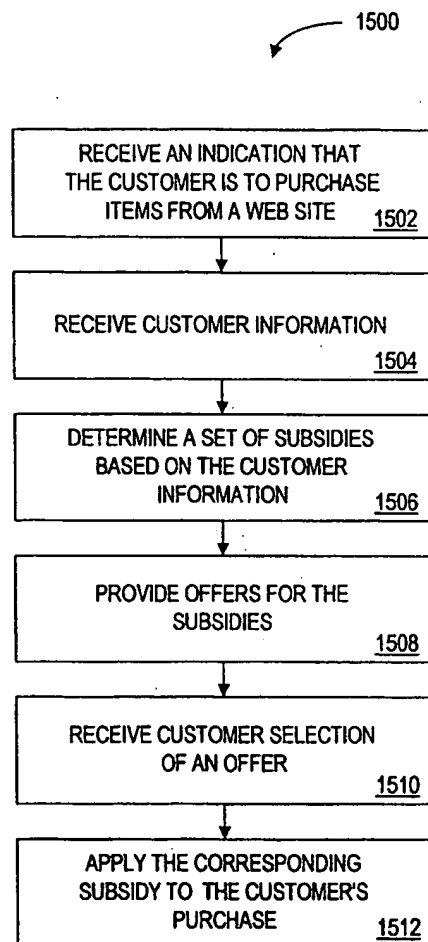 1500
RECEIVE AN INDICATION THAT
THE CUSTOMER IS TO PURCHASE
ITEMS FROM A WEB SITE
1502
RECEIVE CUSTOMER INFORMATION
1504
DETERMINE A SET OF SUBSIDIES
BASED ON THE CUSTOMER
INFORMATION
1506
PROVIDE OFFERS FOR THE
SUBSIDIES
1508
RECEIVE CUSTOMER SELECTION
OF AN OFFER
1510
APPLY THE CORRESPONDING
SUBSIDY TO THE CUSTOMER'S
PURCHASE
1512